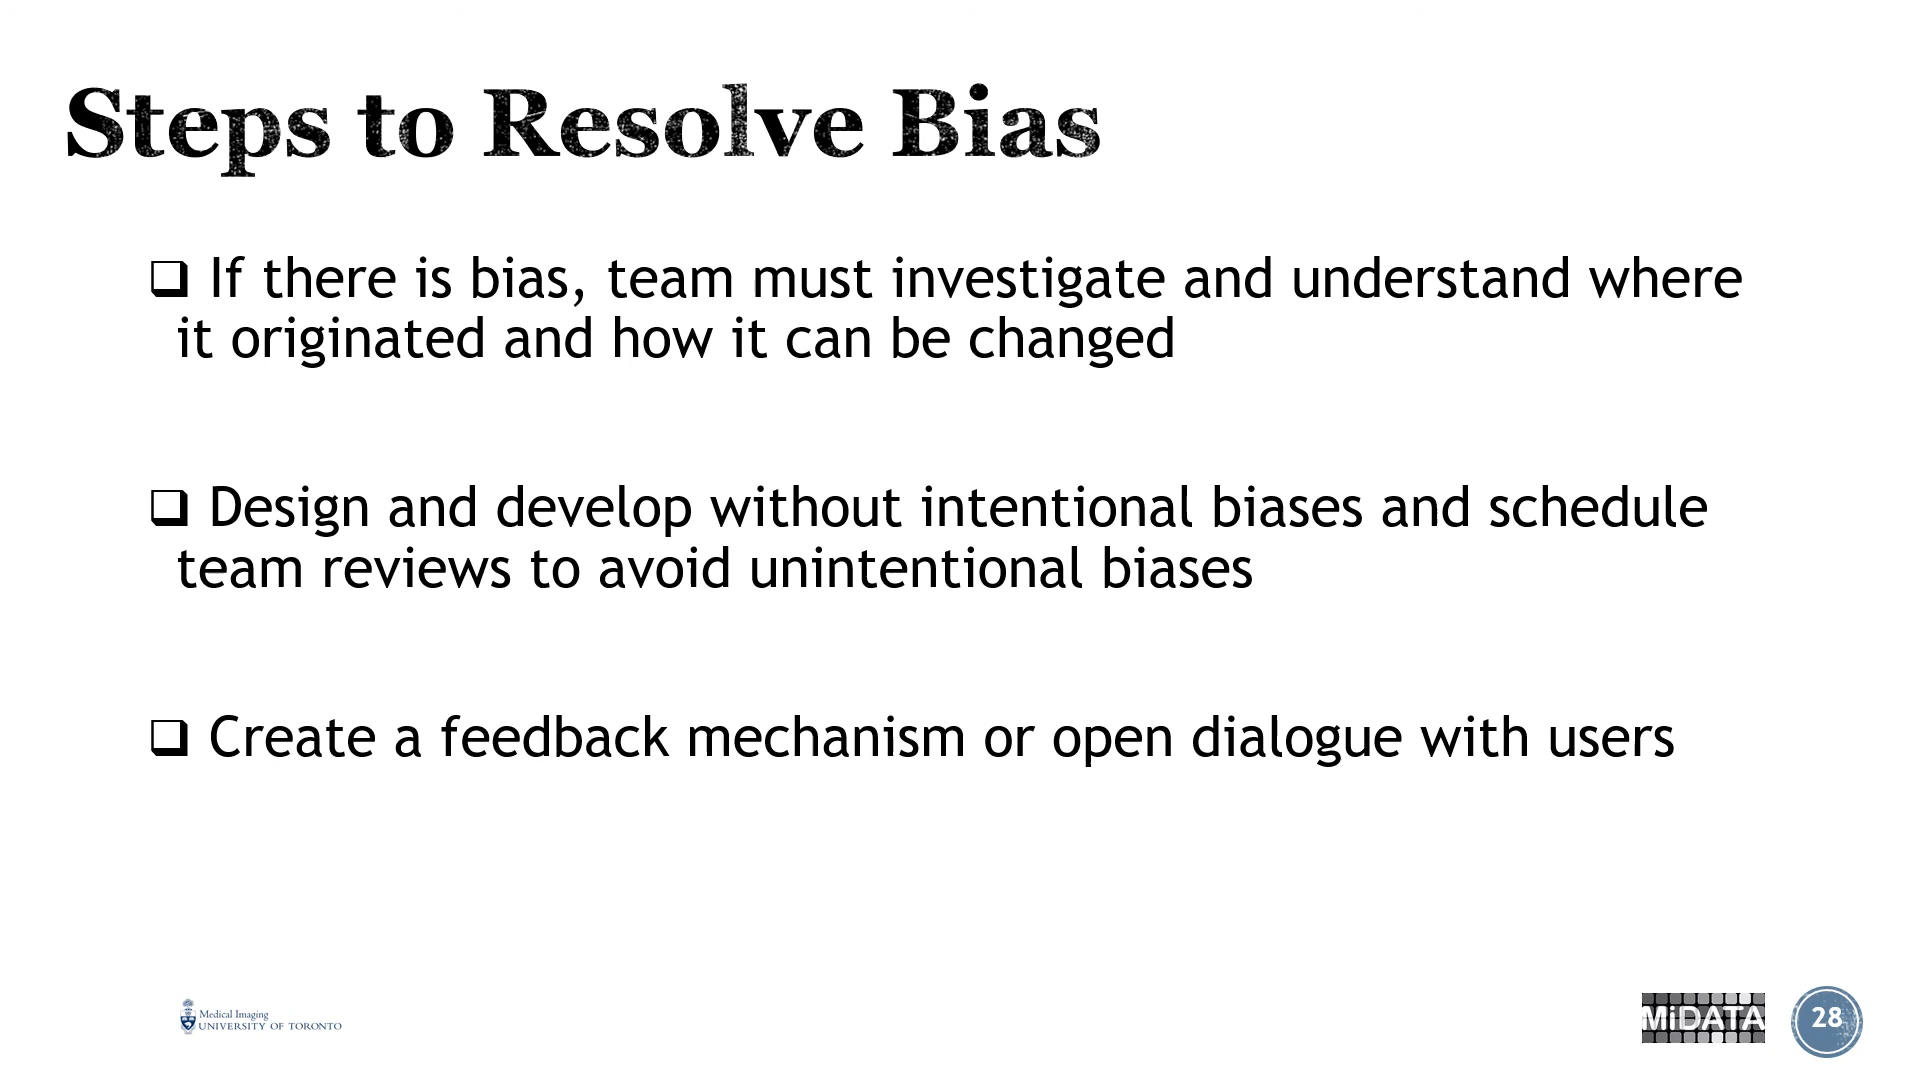 Steps to Resolve Bias
❑ If there is bias, team must investigate and understand where
it originated and how it can be changed
❑ Design and develop without intentional biases and schedule
team reviews to avoid unintentional biases
❑ Create a feedback mechanism or open dialogue with users
Medical Imaging
UNIVERSITY OF TORONTO
MiDATA
28